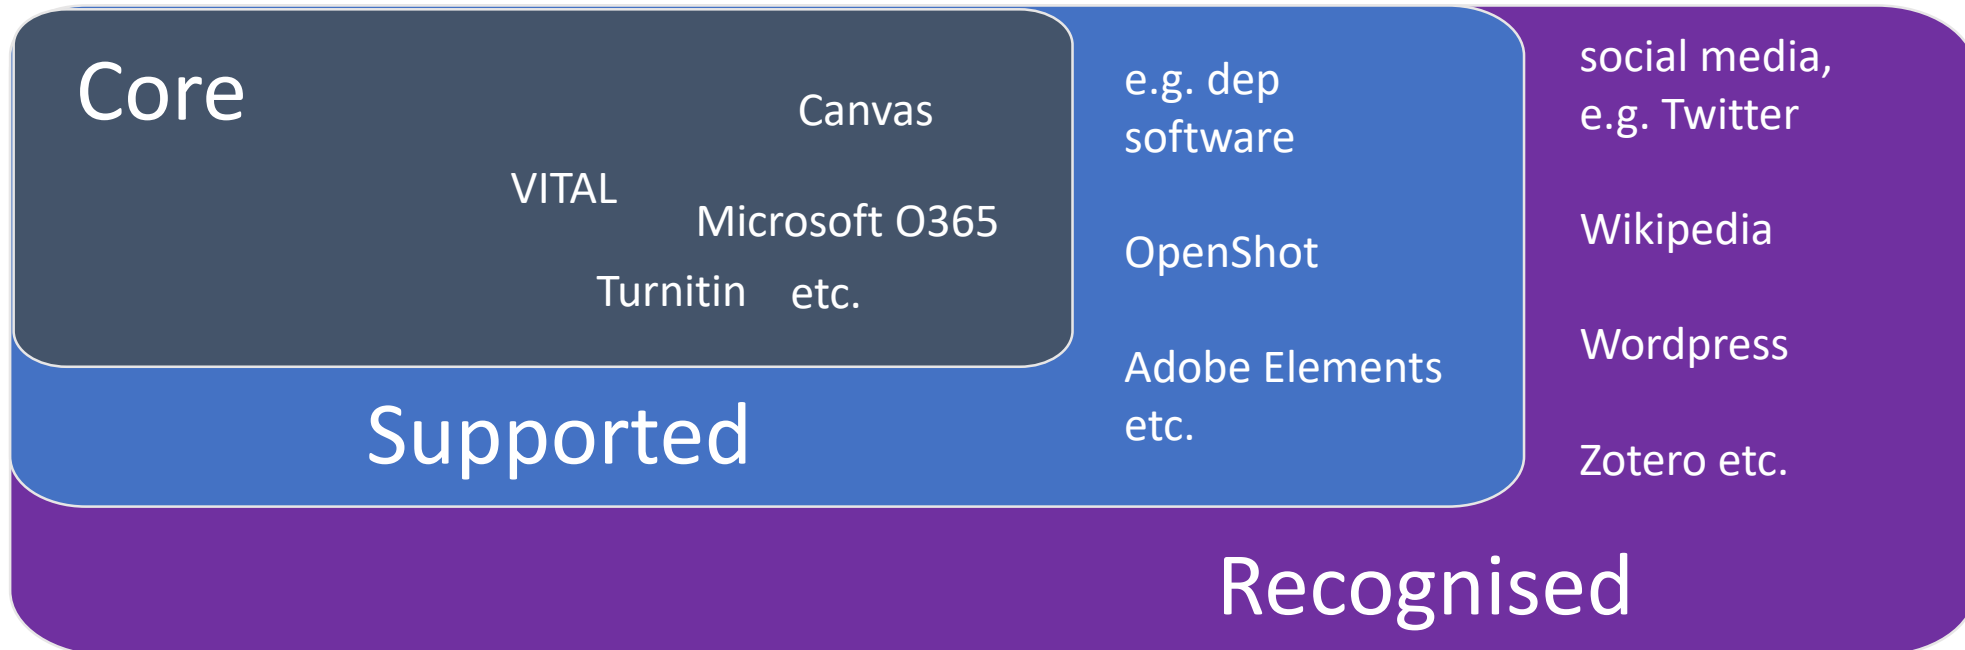 Core
Canvas
VITAL
Microsoft O365
Turnitin etc.
Supported
e.g. dep
software
OpenShot
Adobe Elements
etc.
social media,
e.g. Twitter
Wikipedia
Wordpress
Zotero etc.
Recognised